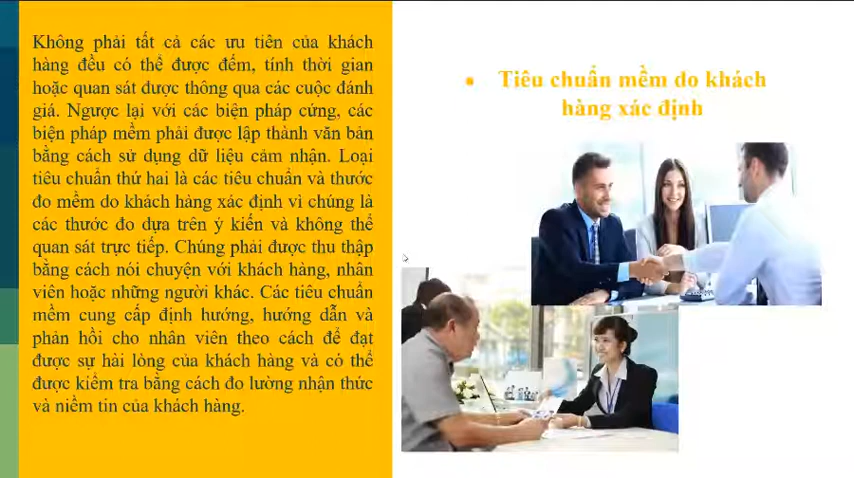 Không phải tất cả các ưu tiên của khách
hàng đều có thể được đếm, tính thời gian
hoặc quan sát được thông qua các cuộc đánh
giá. Ngược lại với các biện pháp cứng, các
biện pháp mềm phải được lập thành văn bản
bằng cách sử dụng dữ liệu cảm nhận. Loại
tiêu chuẩn thứ hai là các tiêu chuẩn và thước
đo mềm do khách hàng xác định vì chúng là
các thước đo dựa trên ý kiến và không thể
quan sát trực tiếp. Chúng phải được thu thập
bằng cách nói chuyện với khách hàng, nhân
viên hoặc những người khác. Các tiêu chuẩn
mềm cung cấp định hướng, hướng dẫn và
phản hồi cho nhân viên theo cách để đạt
được sự hài lòng của khách hàng và có thể
được kiểm tra bằng cách đo lường nhận thức
và niềm tin của khách hàng.
• Tiêu chuẩn mềm do khách
hàng xác định